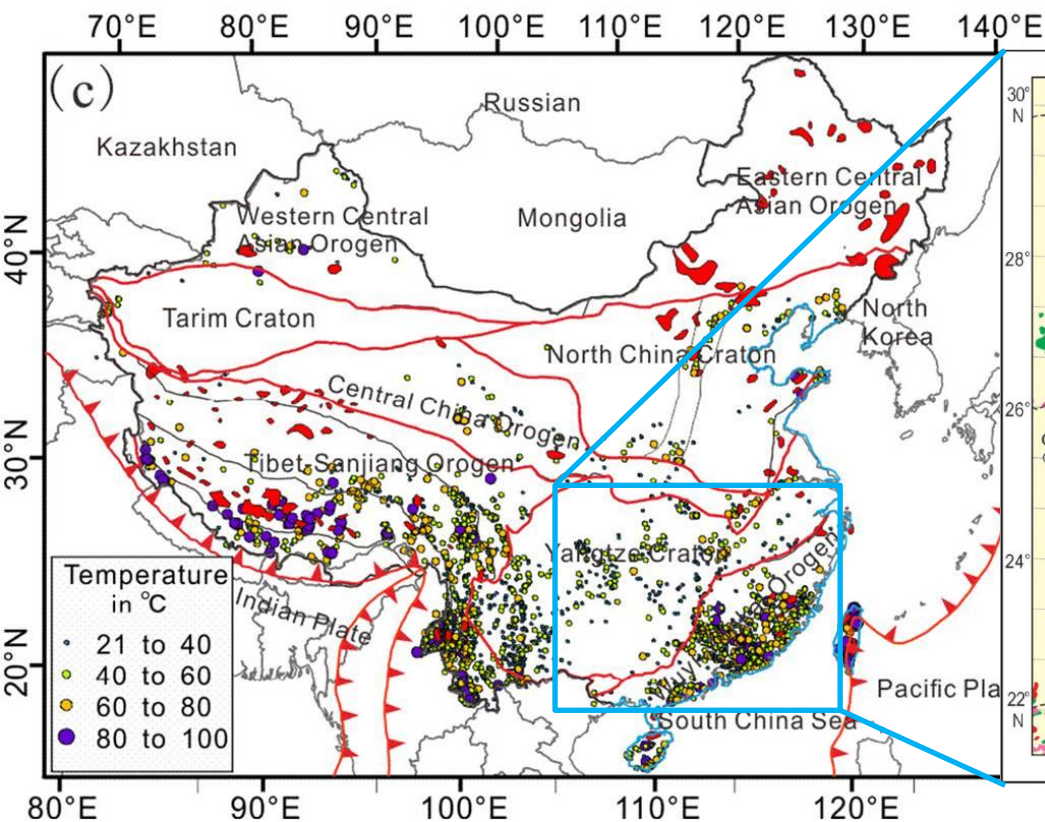 70°E 80°E 90°E 100°E 110°E 120°E 130°E 140°E
(c)
Russian
30°
N
Kazakhstan
Eastern Central
Asian Orogen
Western Central
Asian Orogen
Mongolia
40°N
28°
Tarim Craton
North
Korea
North China Craton
Central China Orogen
26°
30°N
Tibet-Sanjiang Orogen
Yangtze Craton
Orogen
24°
Temperature
in °C
21 to 40
40 to 60
60 to 80
80 to 100
Indian Plate
20°N
Pacific Pla
22°
N
South China Sea
80°E 90°E 100°E 110°E 120°E